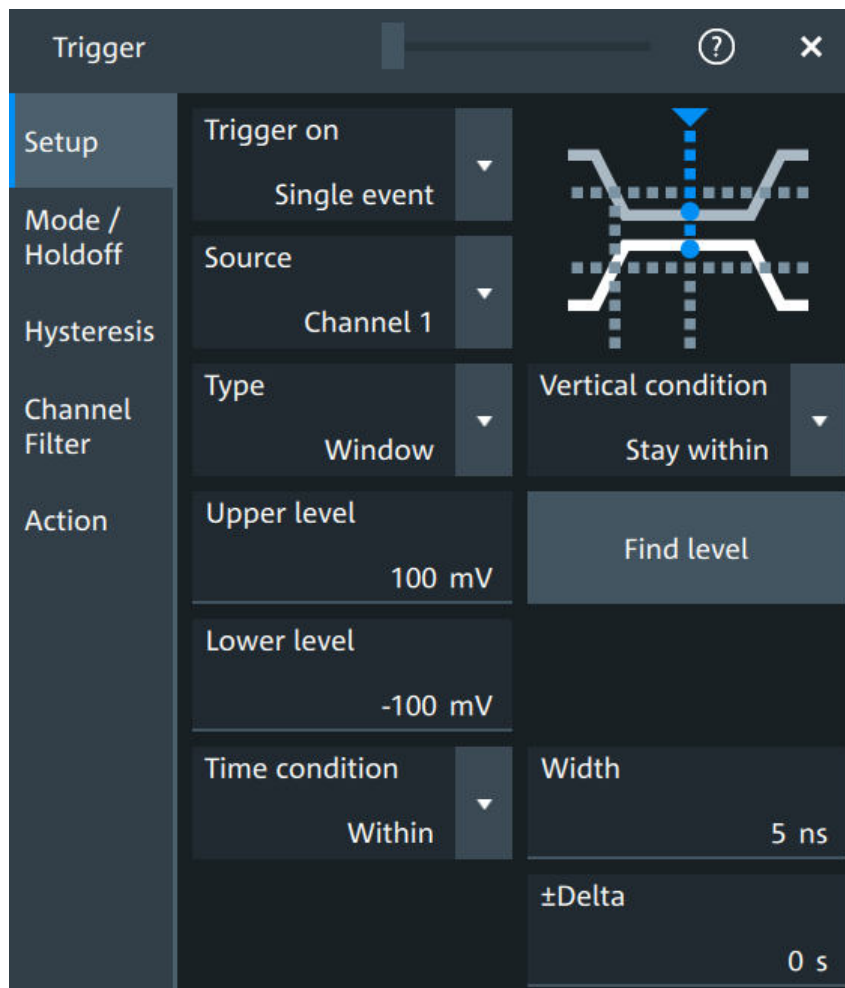 Trigger
?
Setup
Mode /
Holdoff
Hysteresis
Channel
Filter
Action
Trigger on
Single event
Source
Channel 1
Type
Window
Vertical condition
Stay within
Upper level
100 mV
Find level
Lower level
-100 mV
Time condition
Within
Width
5 ns
±Delta
0 s